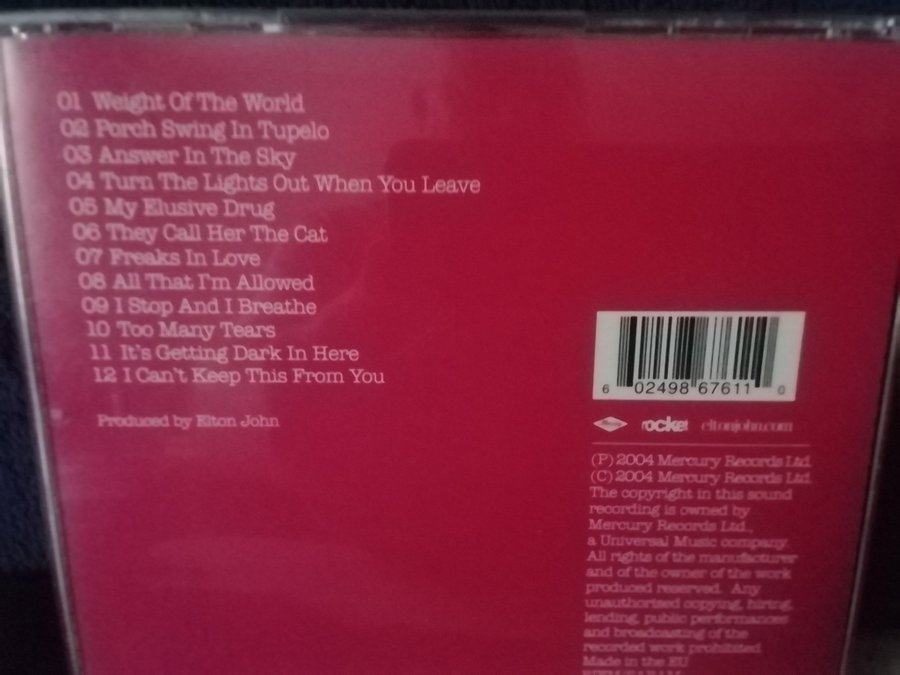 01 Weight Of The World
02 Porch Swing In Tupelo
03 Answer In The Sky
04 Turn The Lights Out When You Leave
05 My Elusive Drug
06 They Call Her The Cat
07 Freaks In Love
08 All That I'm Allowed
09 I Stop And I Breathe
10 Too Many Tears
11 It's Getting Dark In Here
12 I Can't Keep This From You
Produced by Elton John
6 02498 67611 0
rocket eltonjohn.com
(P) 2004 Mercury Records Ltd.
(C) 2004 Mercury Records Ltd.
The copyright in this sound
recording is owned by
Mercury Records Ltd.,
a Universal Music company.
All rights of the manufacturer
and of the owner of the work
produced reserved. Any
unauthorised copying, hiring,
lending, public performances
and broadcasting of the
recorded work prohibited.
Made in the EU